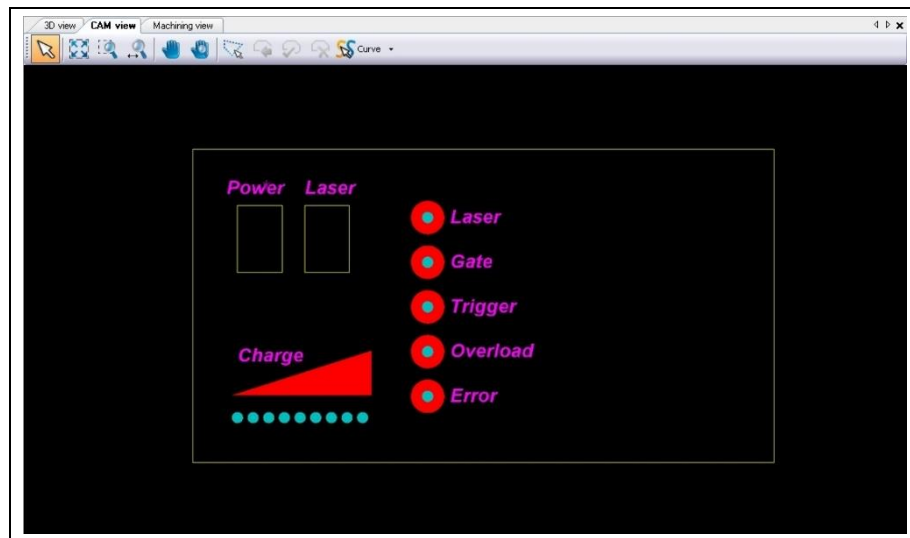 3D view CAM view Machining view
Curve
Power Laser
Laser
Gate
Trigger
Charge
Overload
Error